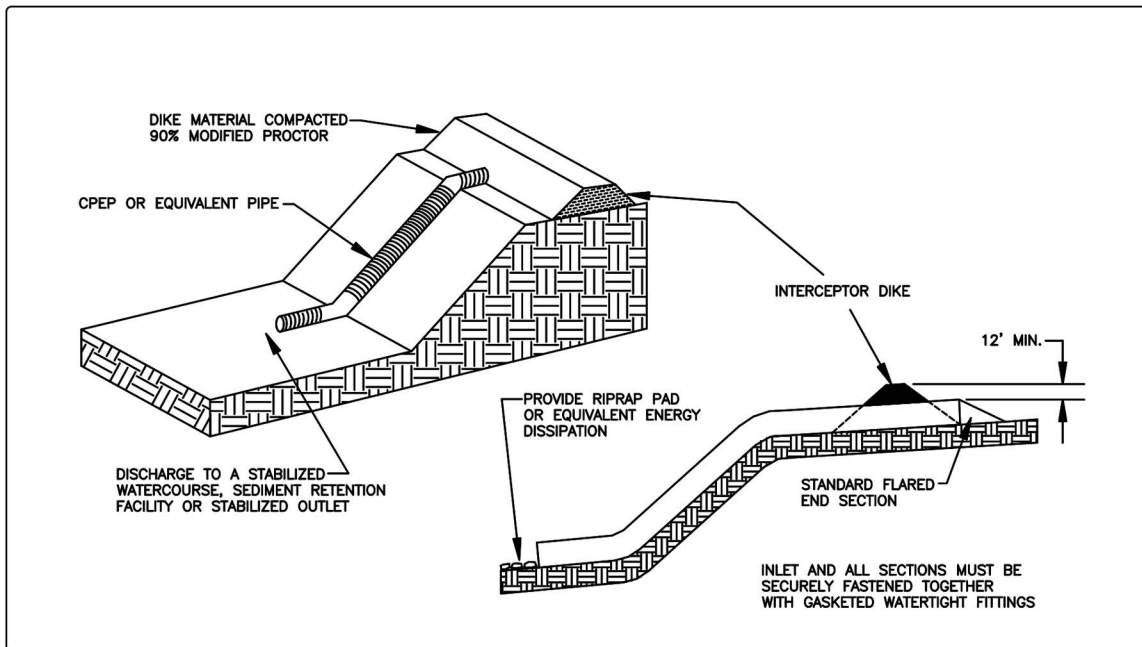 DIKE MATERIAL COMPACTED
90% MODIFIED PROCTOR
CPEP OR EQUIVALENT PIPE
INTERCEPTOR DIKE
12' MIN.
PROVIDE RIPRAP PAD
OR EQUIVALENT ENERGY
DISSIPATION
DISCHARGE TO A STABILIZED
WATERCOURSE, SEDIMENT RETENTION
FACILITY OR STABILIZED OUTLET
STANDARD FLARED
END SECTION
INLET AND ALL SECTIONS MUST BE
SECURELY FASTENED TOGETHER
WITH GASKETED WATERTIGHT FITTINGS